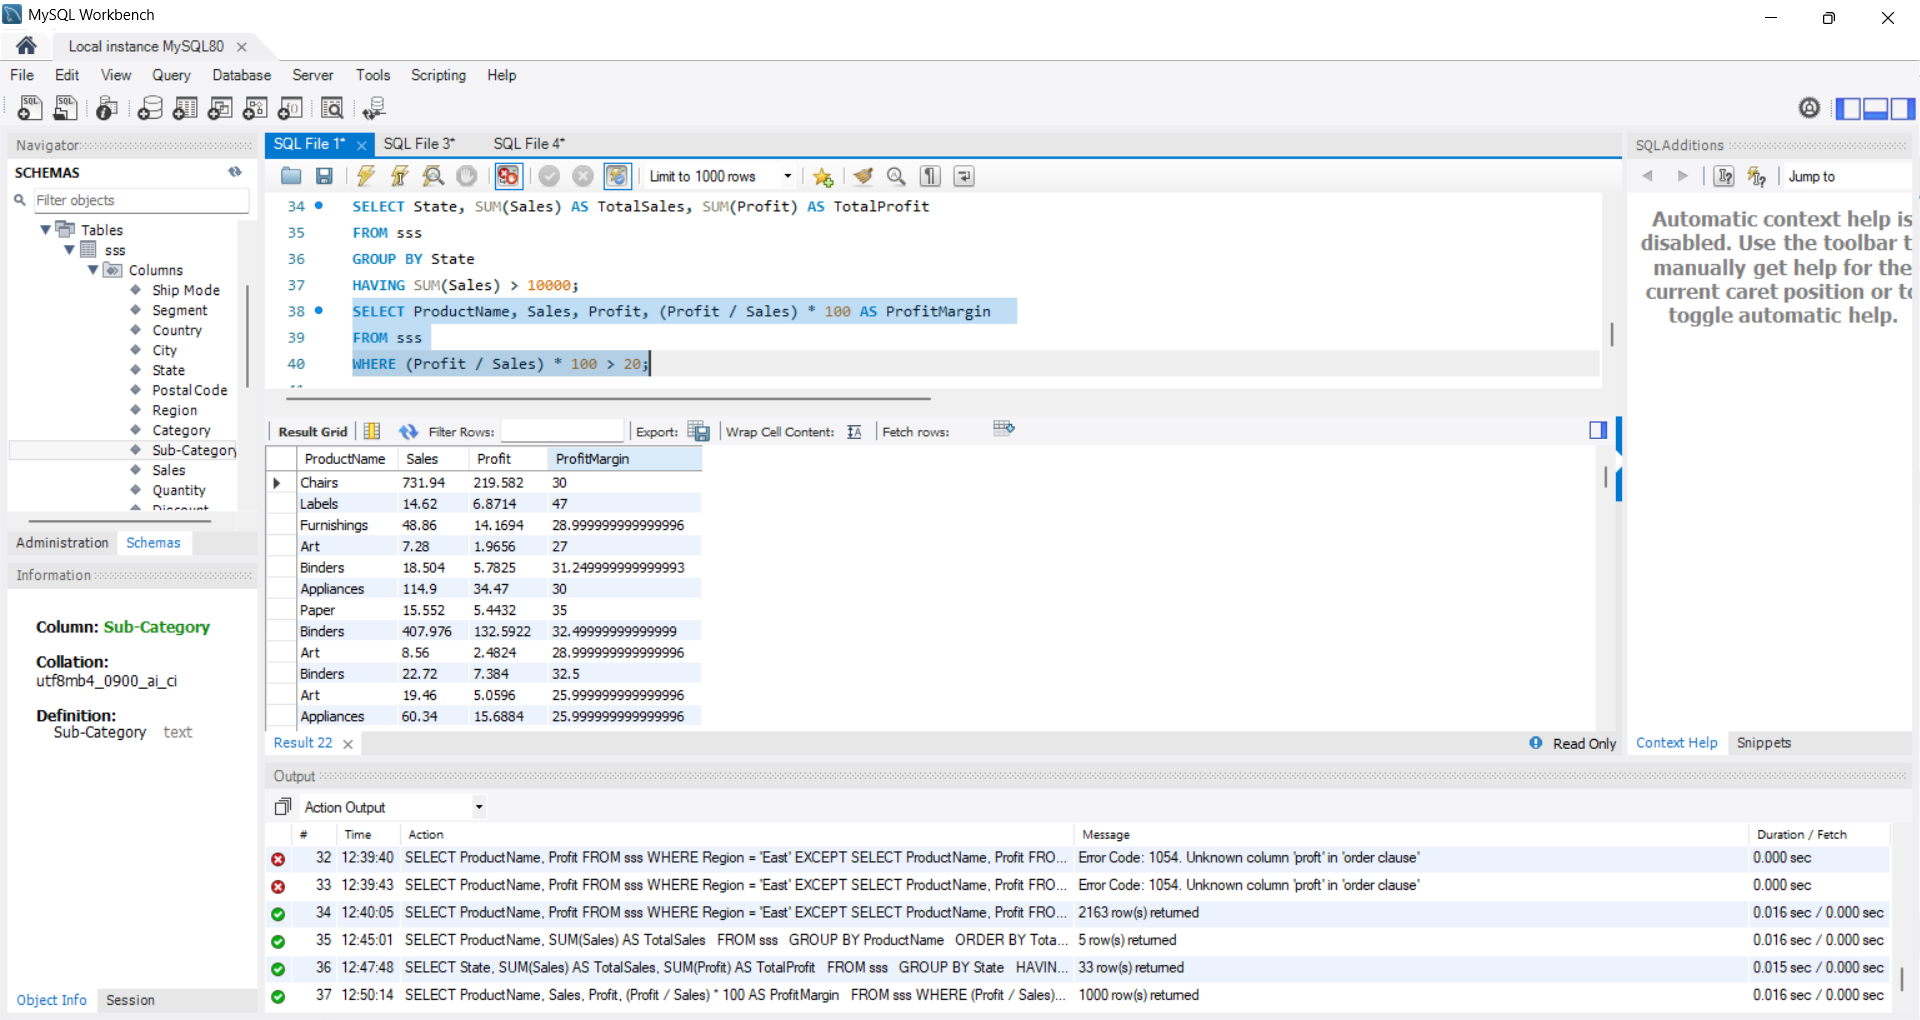 MySQL Workbench
Local instance MySQL80
File Edit View Query Database Server Tools Scripting Help
Navigator
SCHEMAS
Filter objects
Tables
sss
Columns
Ship Mode
Segment
Country
City
State
PostalCode
Region
Category
Sub-Category
Sales
Quantity
Discount
Administration Schemas
Information
Column: Sub-Category
Collation:
utf8mb4_0900_ai_ci
Definition:
Sub-Category text
Object Info Session
SQL File 1* SQL File 3* SQL File 4*
Limit to 1000 rows
34 SELECT State, SUM(Sales) AS TotalSales, SUM(Profit) AS TotalProfit
35 FROM sss
36 GROUP BY State
37 HAVING SUM(Sales) > 10000;
38 SELECT ProductName, Sales, Profit, (Profit / Sales) * 100 AS ProfitMargin
39 FROM sss
40 WHERE (Profit / Sales) * 100 > 20;
Result Grid Filter Rows: Export: Wrap Cell Content: Fetch rows:
ProductName Sales Profit ProfitMargin
Chairs 731.94 219.582 30
Labels 14.62 6.8714 47
Furnishings 48.86 14.1694 28.999999999999996
Art 7.28 1.9656 27
Binders 18.504 5.7825 31.249999999999993
Appliances 114.9 34.47 30
Paper 15.552 5.4432 35
Binders 407.976 132.5922 32.49999999999999
Art 8.56 2.4824 28.999999999999996
Binders 22.72 7.384 32.5
Art 19.46 5.0596 25.999999999999996
Appliances 60.34 15.6884 25.999999999999996
Result 22
Read Only
SQLAdditions
Jump to
Automatic context help is
disabled. Use the toolbar t
manually get help for the
current caret position or to
toggle automatic help.
Context Help Snippets
Output
Action Output
# Time Action Message Duration / Fetch
32 12:39:40 SELECT ProductName, Profit FROM sss WHERE Region = 'East' EXCEPT SELECT ProductName, Profit FRO... Error Code: 1054. Unknown column 'proft' in 'order clause' 0.000 sec
33 12:39:43 SELECT ProductName, Profit FROM sss WHERE Region = 'East' EXCEPT SELECT ProductName, Profit FRO... Error Code: 1054. Unknown column 'proft' in 'order clause' 0.000 sec
34 12:40:05 SELECT ProductName, Profit FROM sss WHERE Region = 'East' EXCEPT SELECT ProductName, Profit FRO... 2163 row(s) returned 0.016 sec / 0.000 sec
35 12:45:01 SELECT ProductName, SUM(Sales) AS TotalSales FROM sss GROUP BY ProductName ORDER BY Tota... 5 row(s) returned 0.016 sec / 0.000 sec
36 12:47:48 SELECT State, SUM(Sales) AS TotalSales, SUM(Profit) AS TotalProfit FROM sss GROUP BY State HAVIN... 33 row(s) returned 0.015 sec / 0.000 sec
37 12:50:14 SELECT ProductName, Sales, Profit, (Profit / Sales) * 100 AS ProfitMargin FROM sss WHERE (Profit / Sales)... 1000 row(s) returned 0.016 sec / 0.000 sec